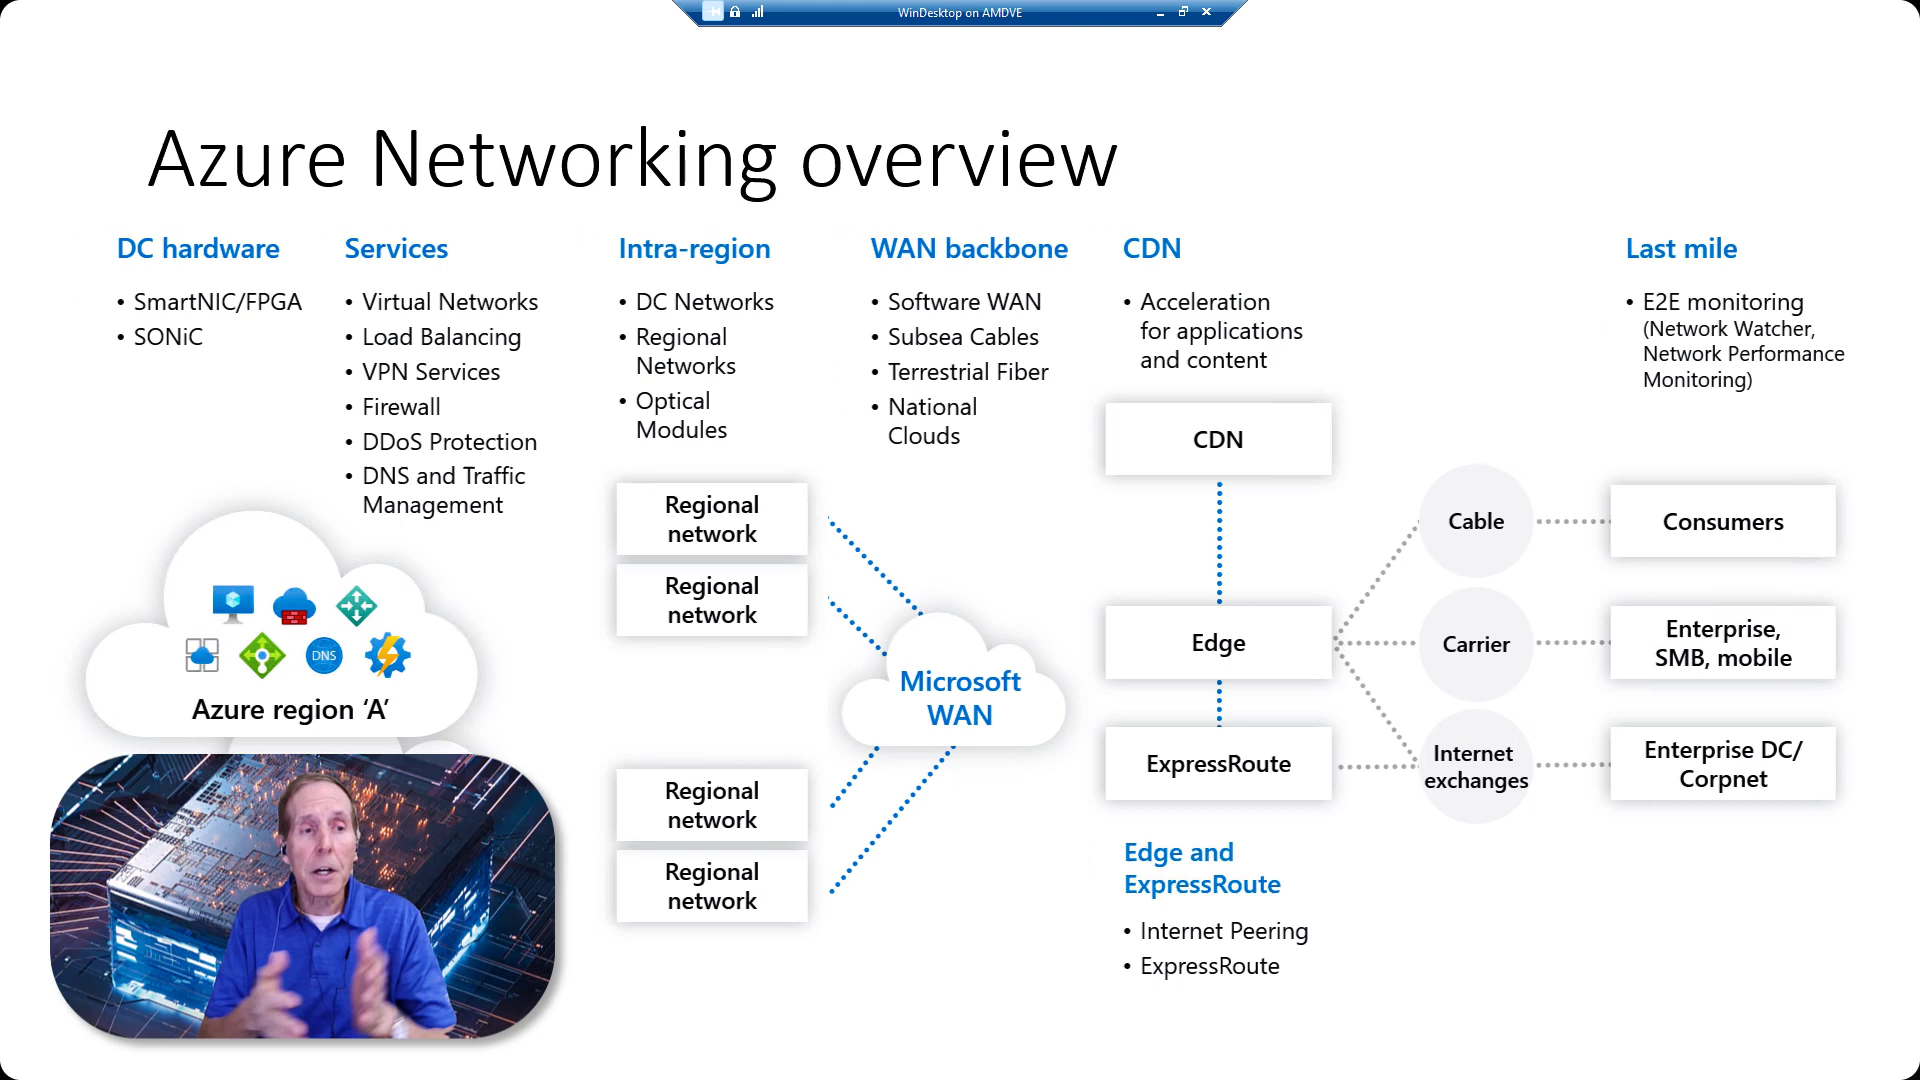 WinDesktop on AMDVE
Azure Networking overview
DC hardware
• SmartNIC/FPGA
• SONiC
Services
• Virtual Networks
• Load Balancing
• VPN Services
• Firewall
• DDoS Protection
• DNS and Traffic
Management
Intra-region
• DC Networks
• Regional
Networks
• Optical
Modules
WAN backbone
• Software WAN
• Subsea Cables
• Terrestrial Fiber
• National
Clouds
CDN
• Acceleration
for applications
and content
Last mile
• E2E monitoring
(Network Watcher,
Network Performance
Monitoring)
DNS
Azure region ‘A’
Regional
network
Regional
network
Regional
network
Regional
network
Microsoft
WAN
CDN
Edge
ExpressRoute
Cable
Carrier
Internet
exchanges
Consumers
Enterprise,
SMB, mobile
Enterprise DC/
Corpnet
Edge and
ExpressRoute
• Internet Peering
• ExpressRoute